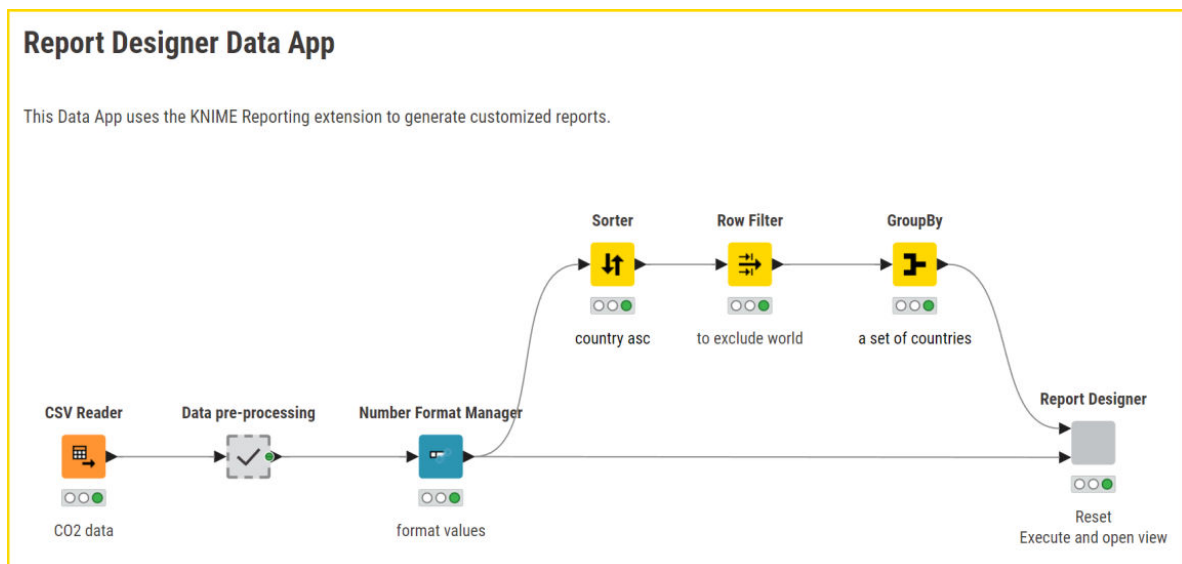 Report Designer Data App
This Data App uses the KNIME Reporting extension to generate customized reports.
Sorter
Row Filter
GroupBy
country asc
to exclude world
a set of countries
CSV Reader
Data pre-processing
Number Format Manager
Report Designer
CO2 data
format values
Reset
Execute and open view